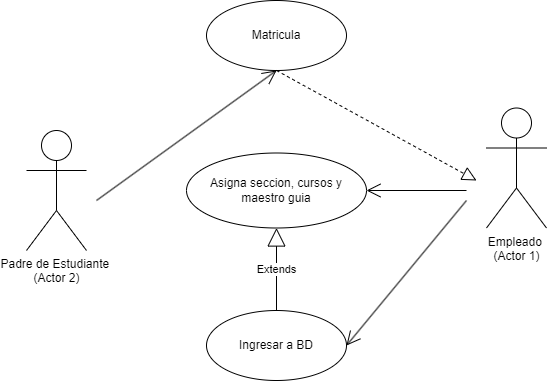 Matricula
Asigna seccion, cursos y
maestro guia
Padre de Estudiante
(Actor 2)
Empleado
(Actor 1)
Extends
Ingresar a BD